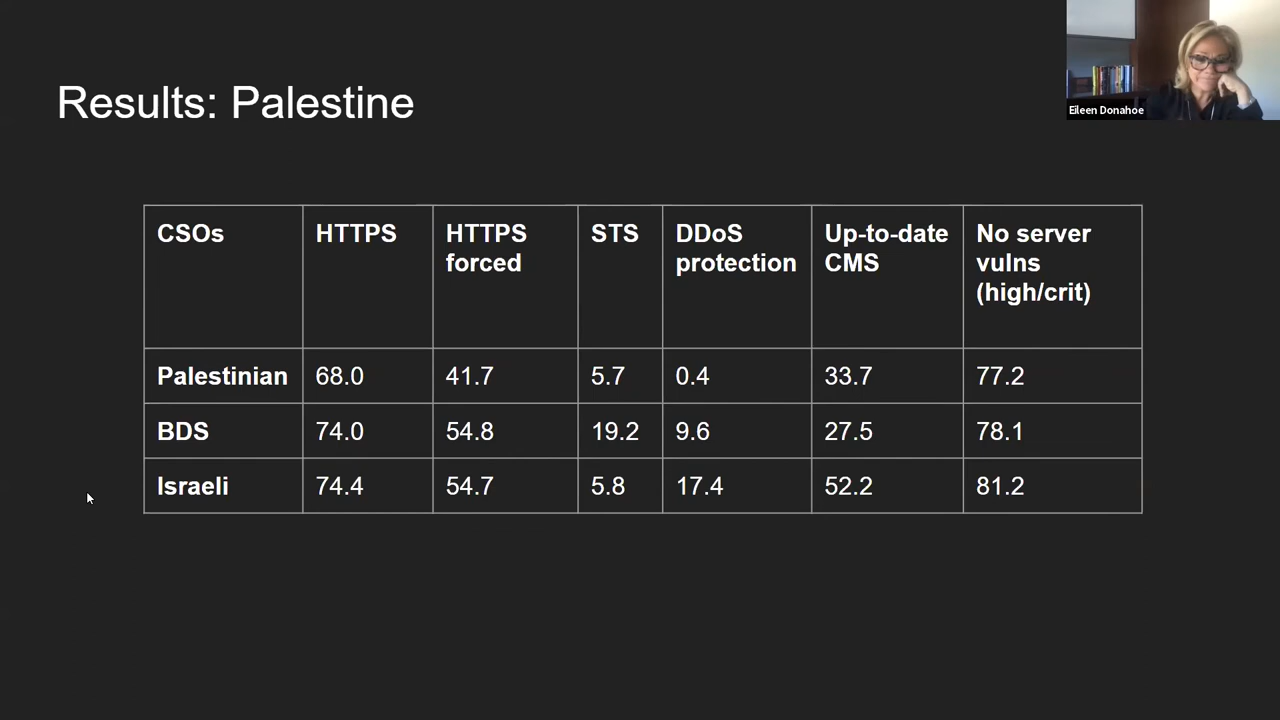 Eileen Donahoe
Results: Palestine
CSOs HTTPS HTTPS forced STS DDoS protection Up-to-date CMS No server vulns (high/crit)
Palestinian 68.0 41.7 5.7 0.4 33.7 77.2
BDS 74.0 54.8 19.2 9.6 27.5 78.1
Israeli 74.4 54.7 5.8 17.4 52.2 81.2